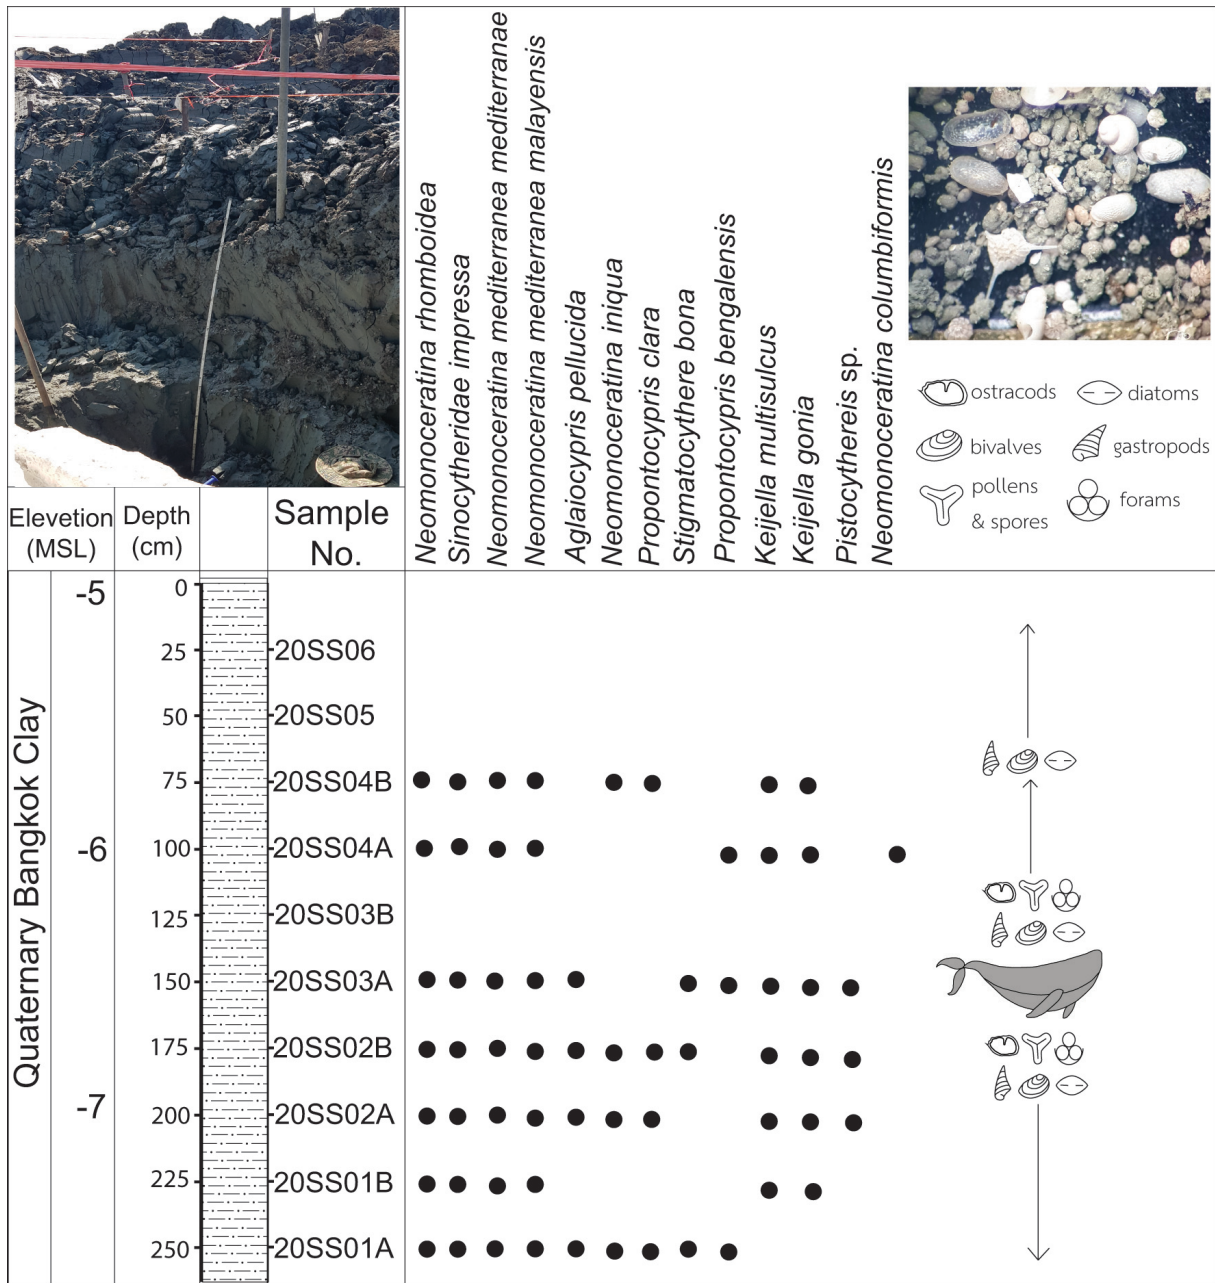 Neomonoceratina rhomboidea
Sinocytheridae impressa
Neomonoceratina mediterranea mediterranae
Neomonoceratina mediterranea malayensis
Aglaiocypris pellucida
Neomonoceratina iniqua
Propontocypris clara
Stigmatocythere bona
Propontocypris bengalensis
Keijella multisulcus
Keijella gonia
Pistocythereis sp.
Neomonoceratina columbiformis
ostracods
diatoms
bivalves
gastropods
pollens
& spores
forams
Elevetion
(MSL)
Depth
(cm)
Sample
No.
Quaternary Bangkok Clay
-5
0
25
20SS06
50
20SS05
75
20SS04B
-6
100
20SS04A
125
20SS03B
150
20SS03A
175
20SS02B
-7
200
20SS02A
225
20SS01B
250
20SS01A